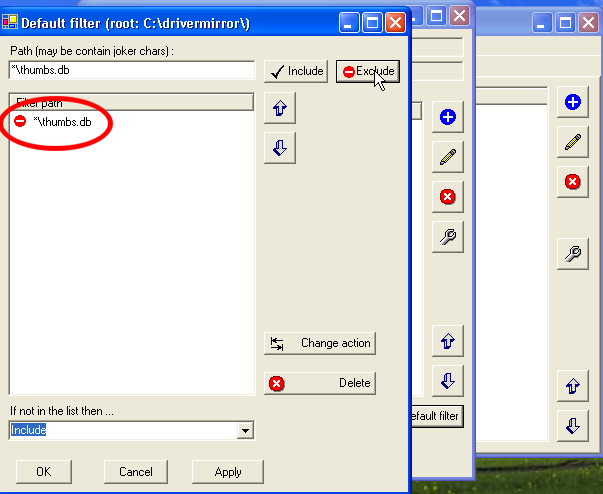 Default filter (root: C:\drivermirror\)
Path (may be contain joker chars) :
*\thumbs.db
Include
Exclude
Filter path
*\thumbs.db
Change action
Delete
If not in the list then ...
Include
efault filter
OK
Cancel
Apply